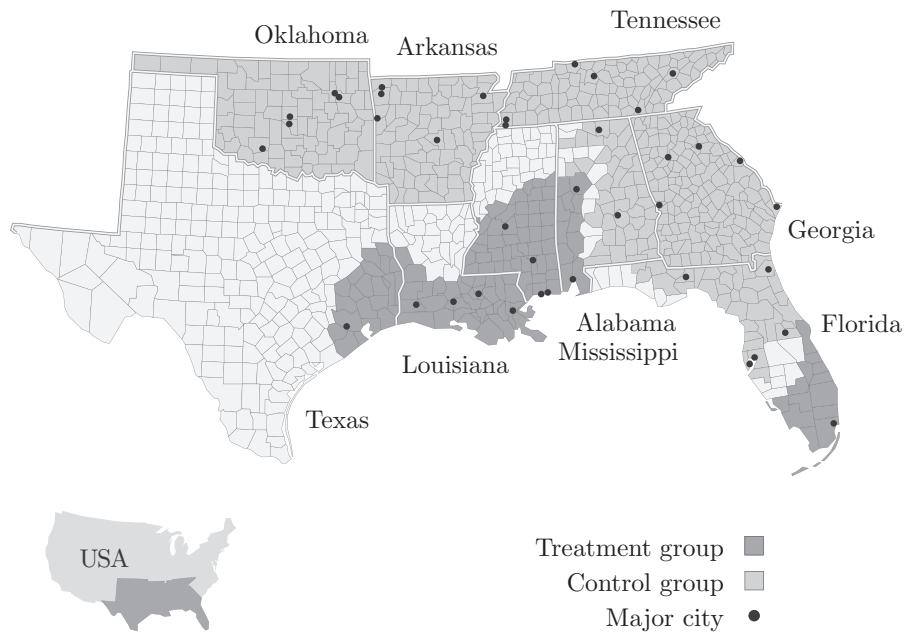 Tennessee
Oklahoma
Arkansas
Georgia
Alabama
Florida
Mississippi
Louisiana
Texas
USA
Treatment group
Control group
Major city